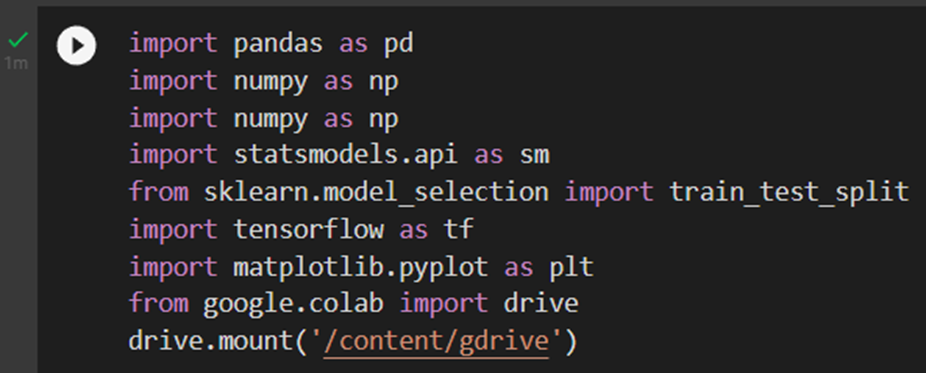 import pandas as pd
1m
import numpy as np
import numpy as np
import statsmodels.api as sm
from sklearn.model_selection import train_test_split
import tensorflow as tf
import matplotlib.pyplot as plt
from google.colab import drive
drive.mount('/content/gdrive')